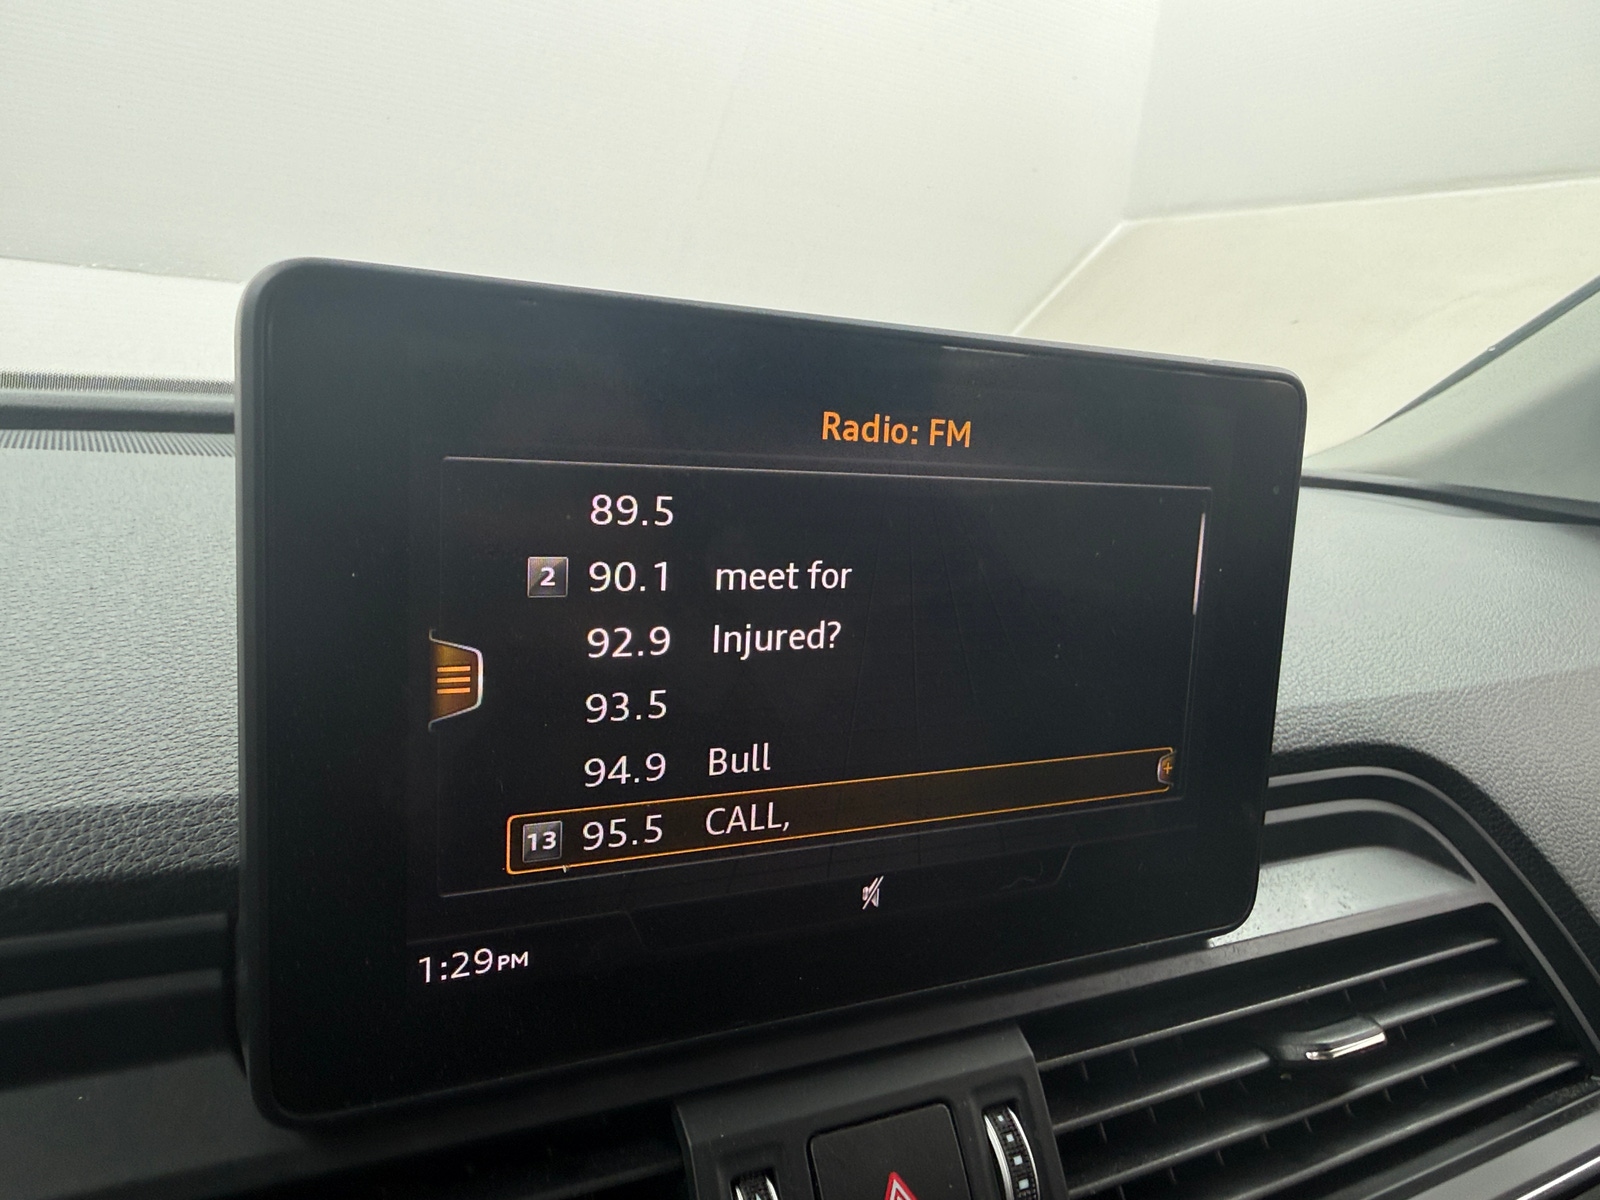 Radio: FM
89.5
2 90.1 meet for
92.9 Injured?
93.5
94.9 Bull
13 95.5 CALL,
1:29PM